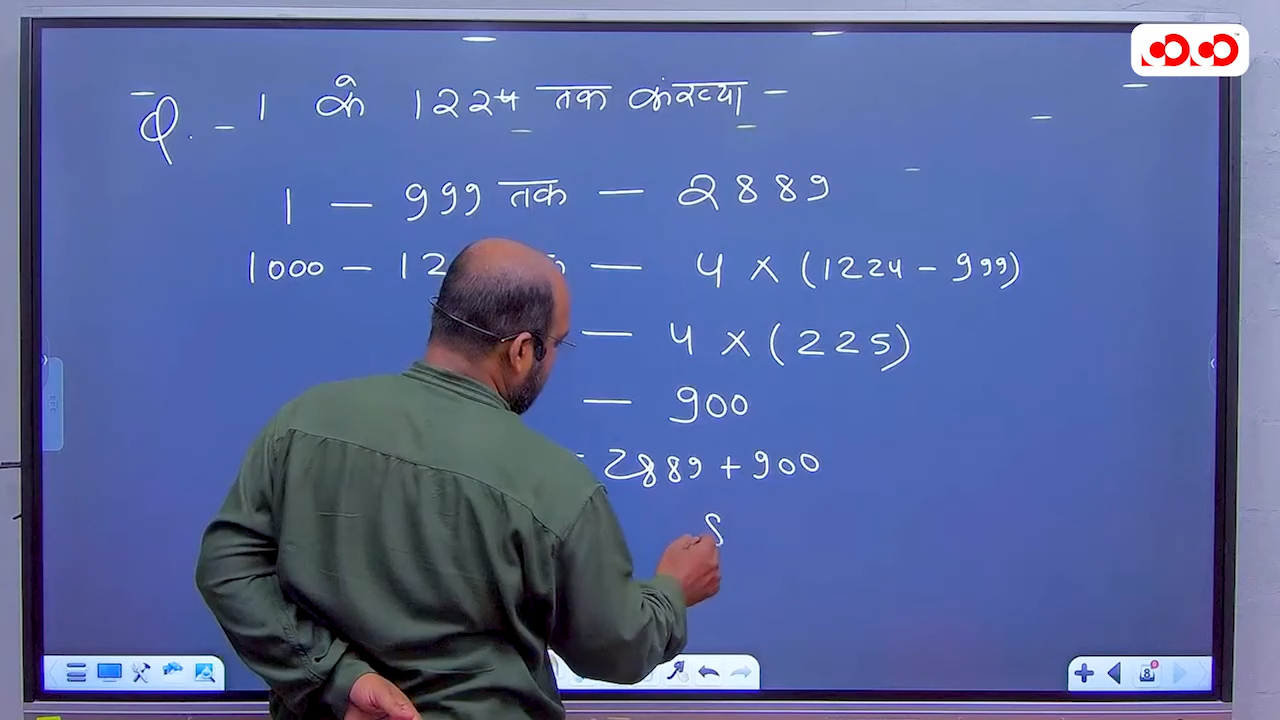 Q. - 1 से 1224 तक संख्या -
1 — 999 तक — 2889
1000 — 12 — 4 × (1224 - 999)
— 4 × (225)
— 900
= 2889 + 900